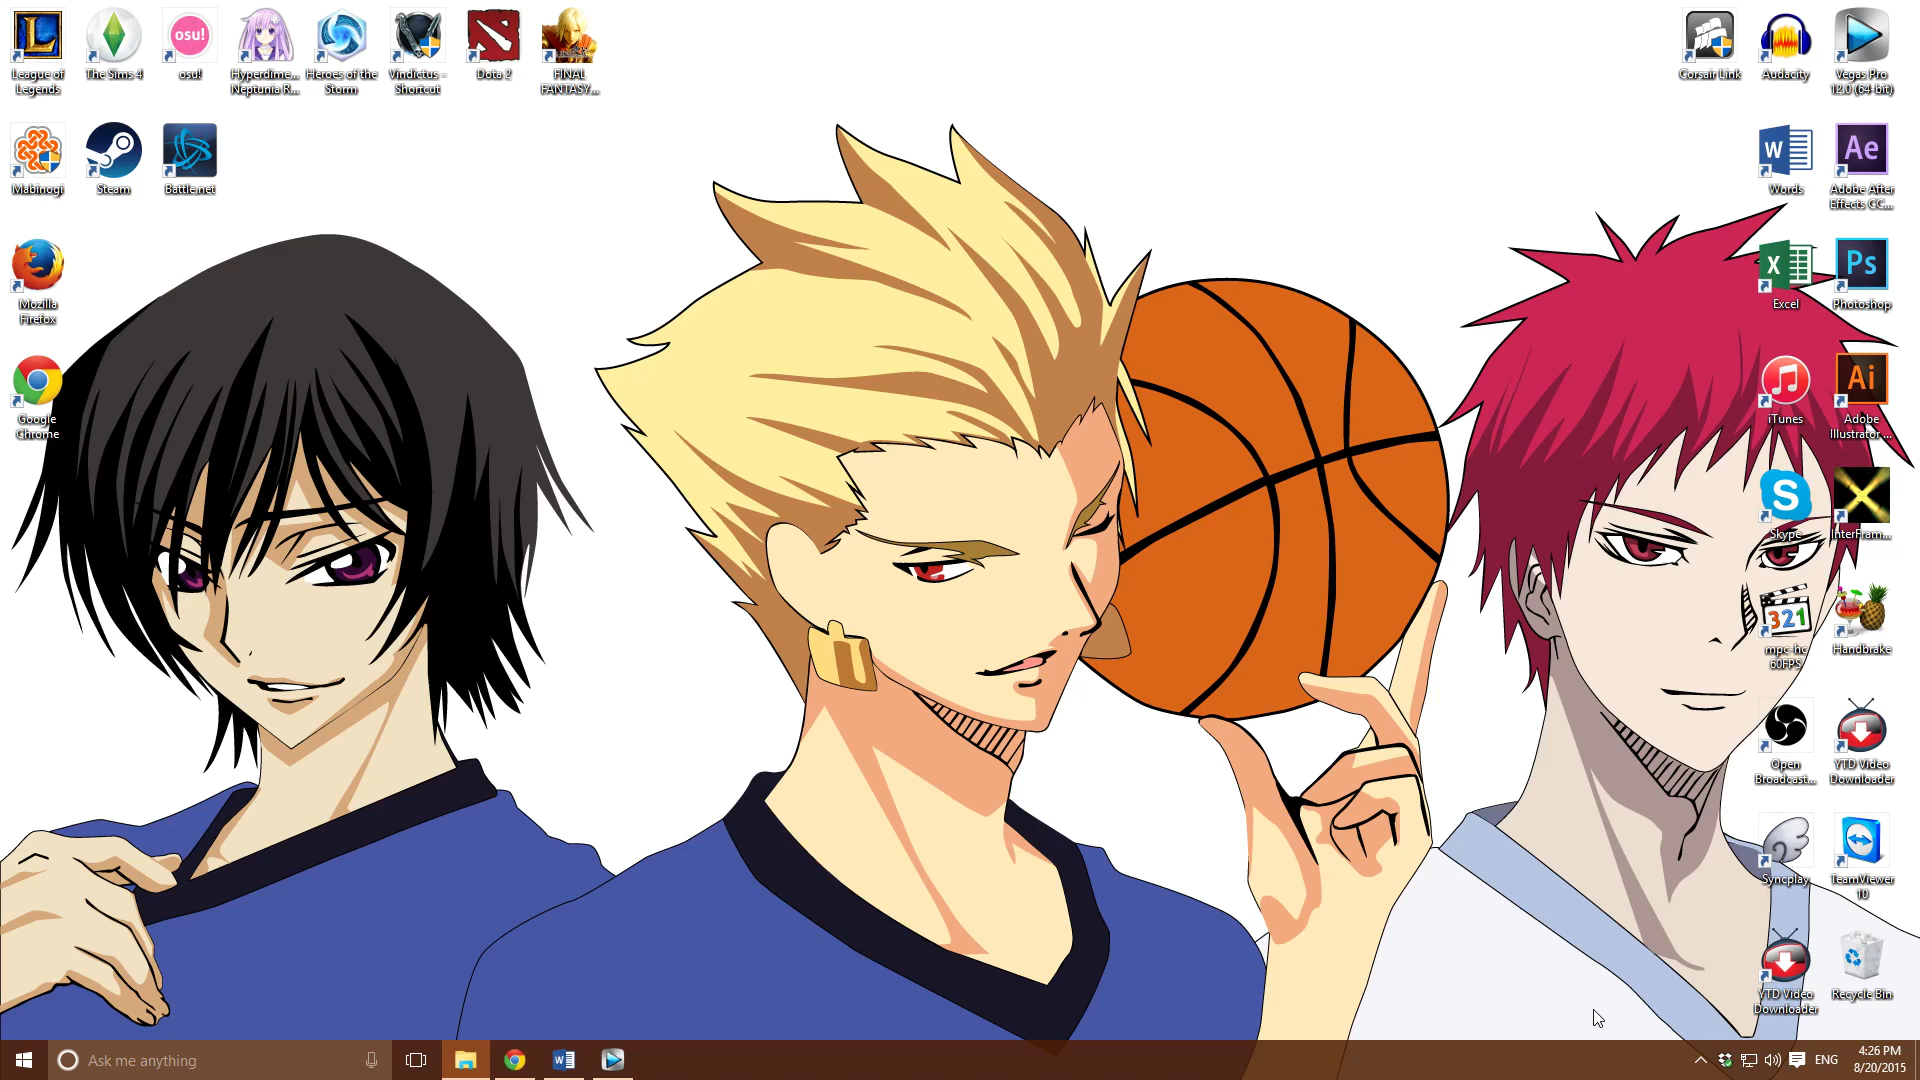 League of
Legends
The Sims 4
osu!
osu!
Hyperdime...
Neptunia R...
Heroes of the
Storm
Vindictus -
Shortcut
Dota 2
FINAL
FANTASY...
Corsair Link
Audacity
Vegas Pro
12.0 (64-bit)
Mabinogi
Steam
Battle.net
W
Words
Ae
Adobe After
Effects CC...
Mozilla
Firefox
X
Excel
Ps
Photoshop
Google
Chrome
iTunes
Ai
Adobe
Illustrator ...
S
Skype
InterFram...
321
mpc-hc
60FPS
Handbrake
Open
Broadcast...
YTD Video
Downloader
Syncplay
TeamViewer
10
YTD Video
Downloader
Recycle Bin
Ask me anything
W
ENG
4:26 PM
8/20/2015